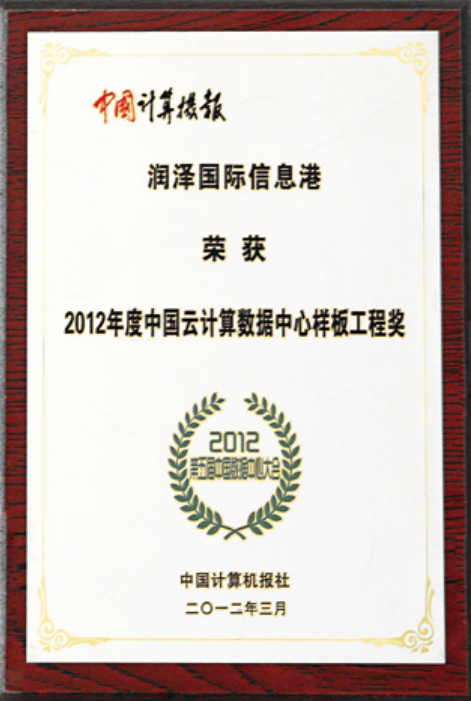 中国计算机报
润泽国际信息港
荣 获
2012年度中国云计算数据中心样板工程奖
2012
第五届中国数据中心大会
中国计算机报社
二〇一二年三月